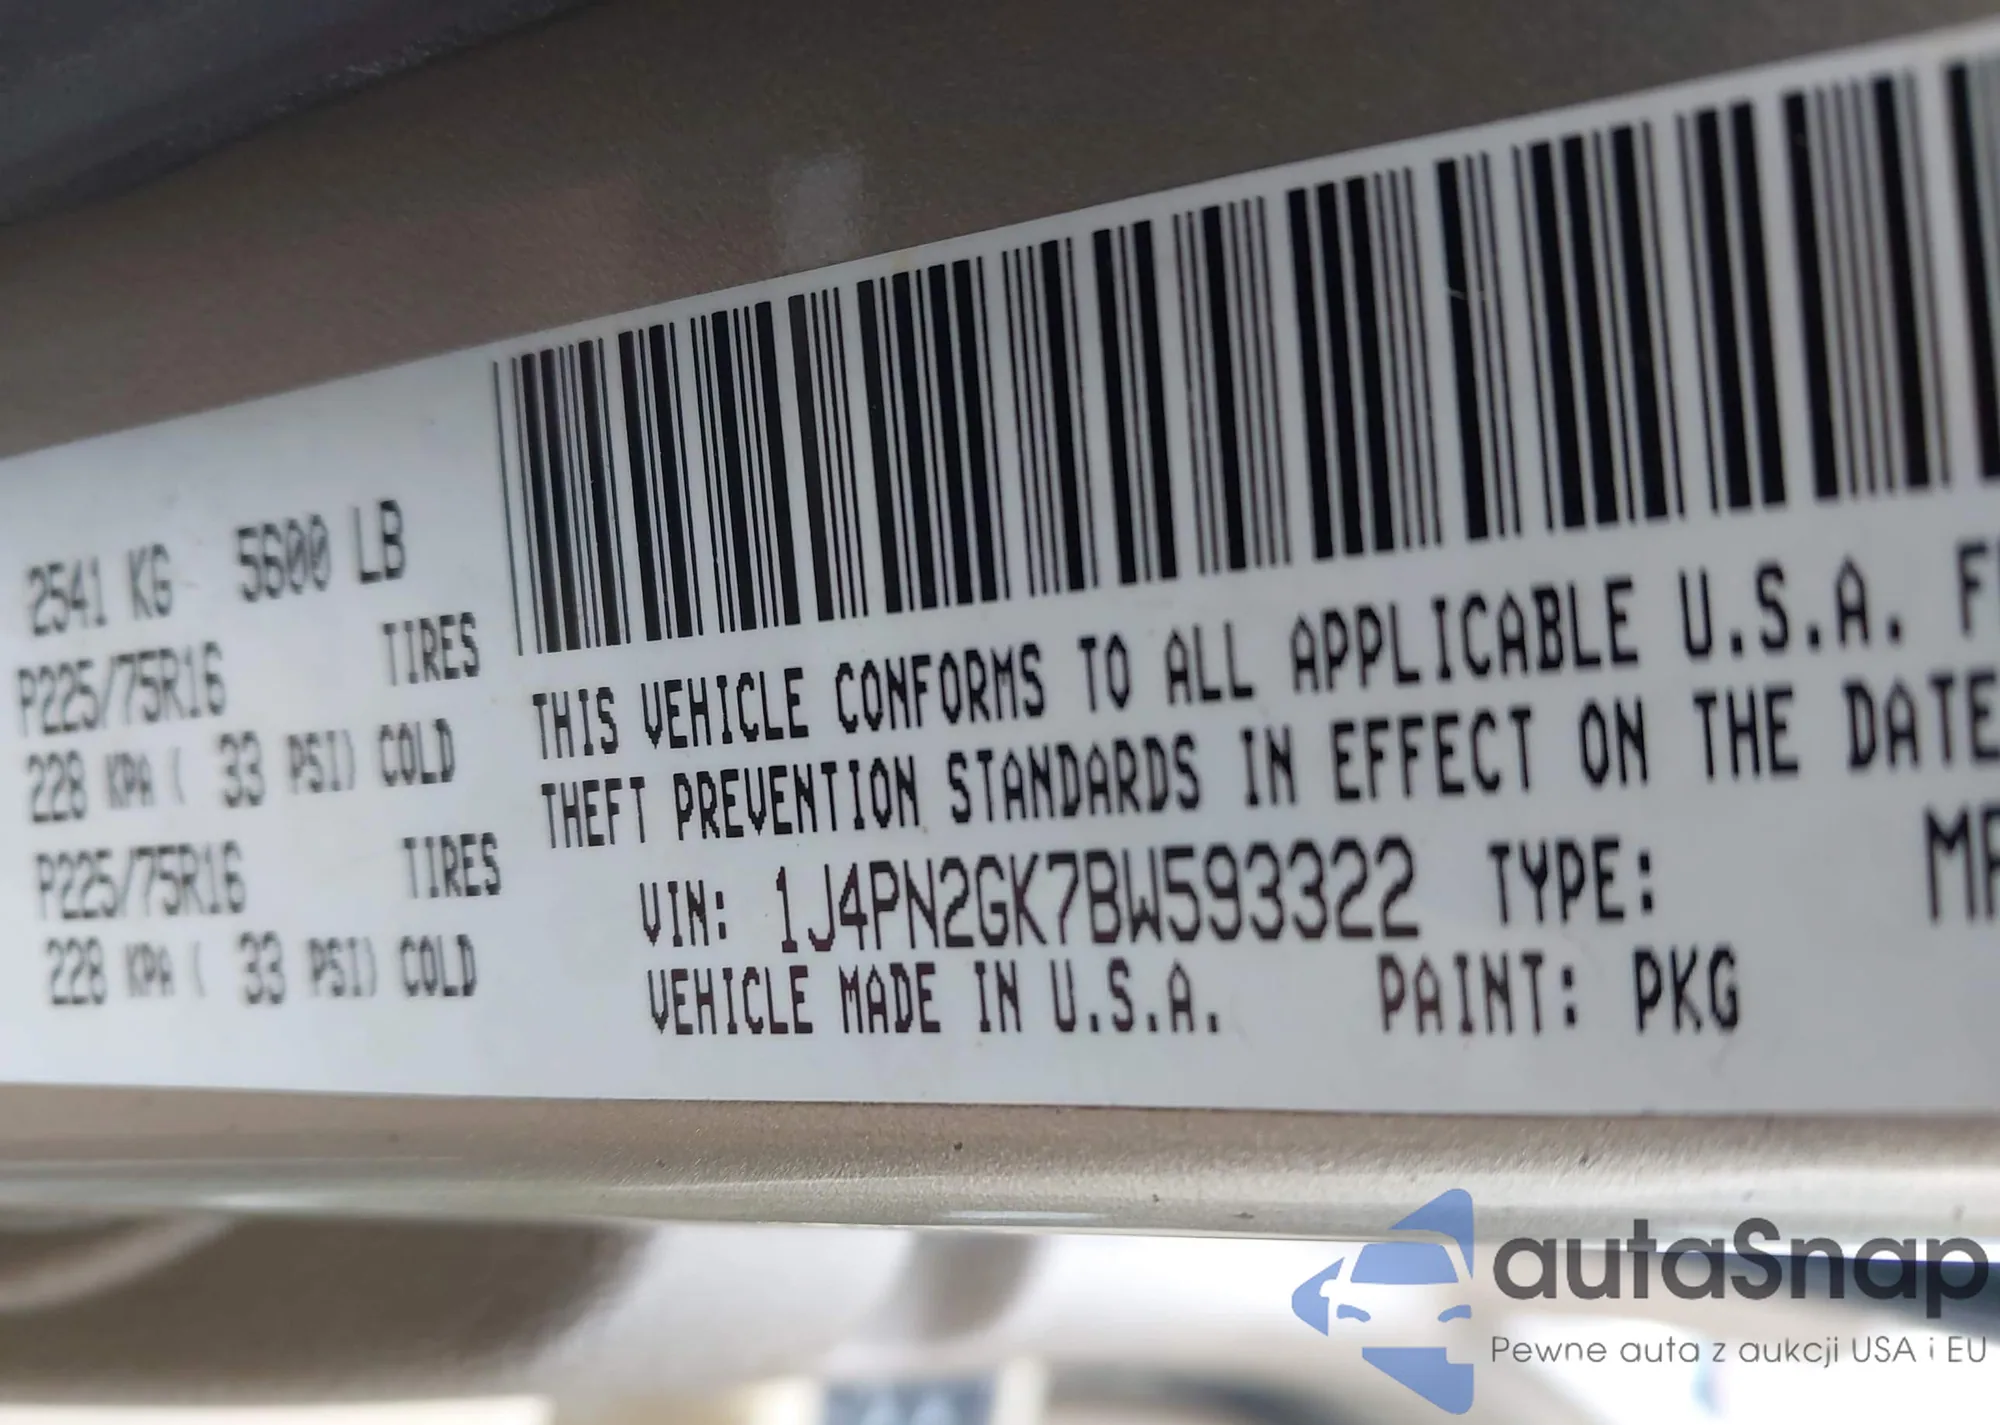 2541 KG 5600 LB
P225/75R16 TIRES
228 KPA ( 33 PSI) COLD
P225/75R16 TIRES
228 KPA ( 33 PSI) COLD
THIS VEHICLE CONFORMS TO ALL APPLICABLE U.S.A. F
THEFT PREVENTION STANDARDS IN EFFECT ON THE DATE
VIN: 1J4PN2GK7BW593322 TYPE: MP
VEHICLE MADE IN U.S.A. PAINT: PKG
autaSnap
Pewne auta z aukcji USA i EU